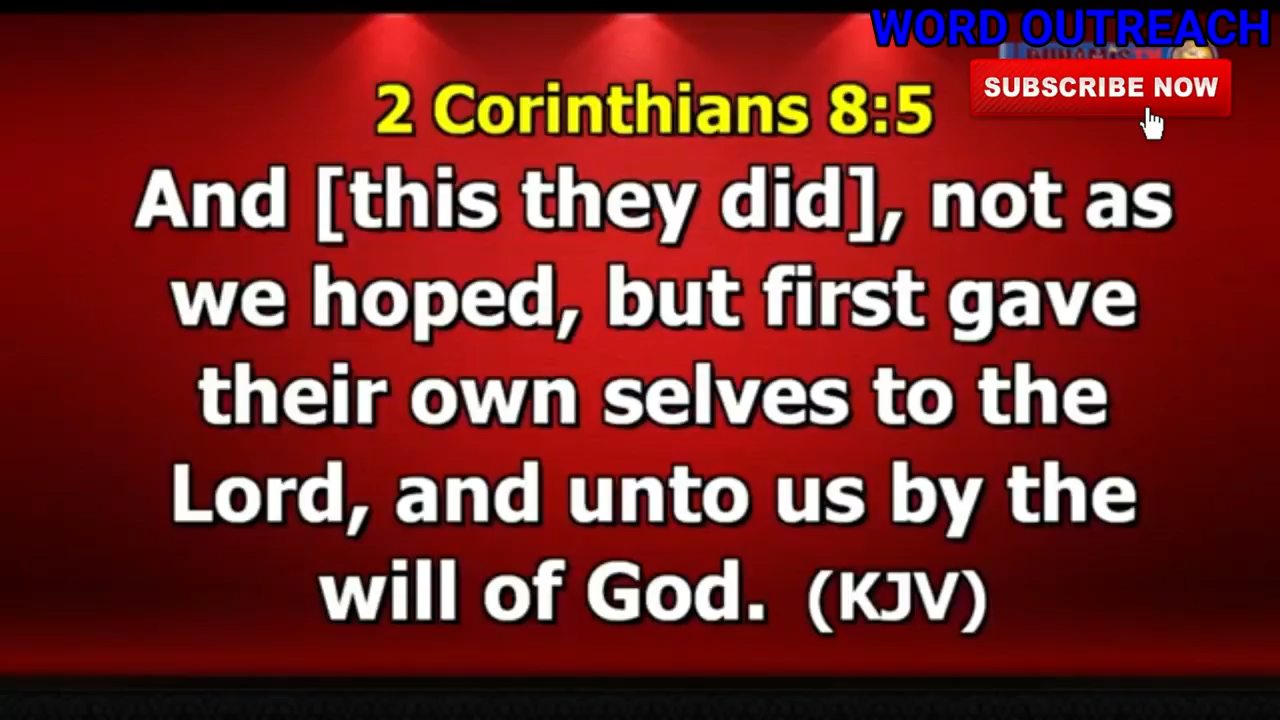 WORD OUTREACH
SUBSCRIBE NOW
2 Corinthians 8:5
And [this they did], not as
we hoped, but first gave
their own selves to the
Lord, and unto us by the
will of God. (KJV)